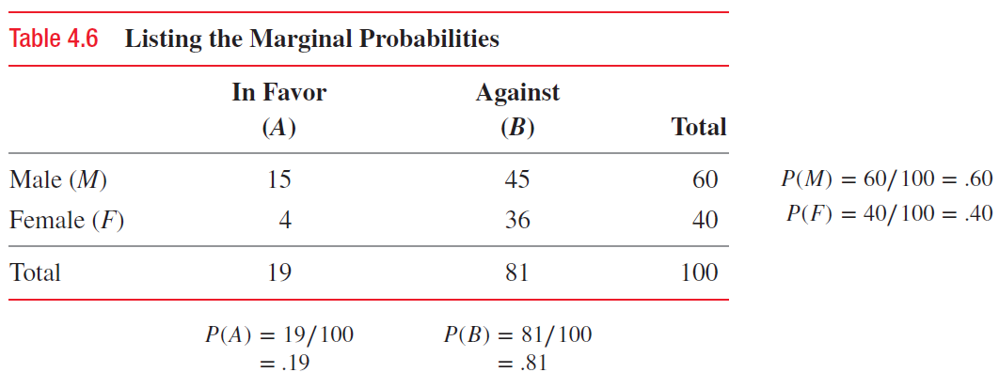 Table 4.6 Listing the Marginal Probabilities
In Favor Against
(A) (B) Total
Male (M) 15 45 60 P(M) = 60/100 = .60
Female (F) 4 36 40 P(F) = 40/100 = .40
Total 19 81 100
P(A) = 19/100 P(B) = 81/100
= .19 = .81